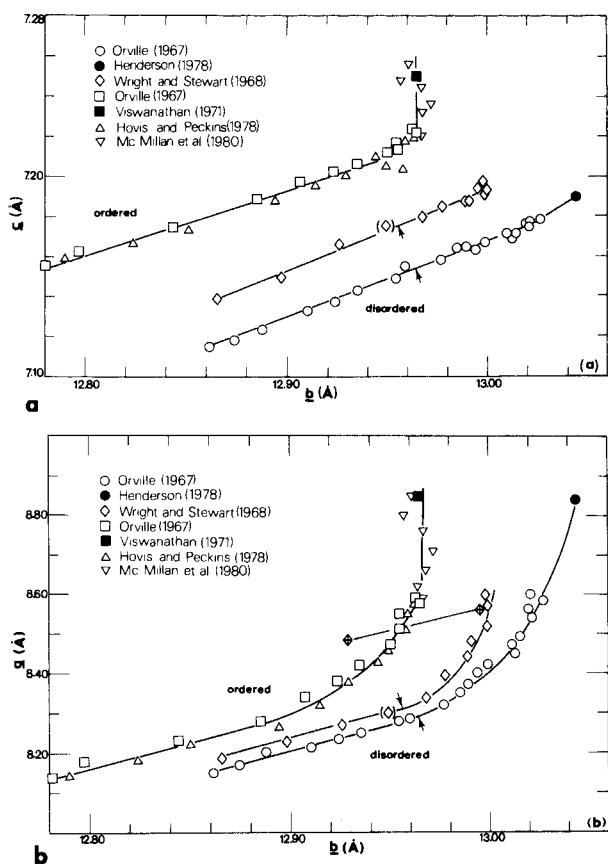 a
7.28
Orville (1967)
Henderson (1978)
Wright and Stewart (1968)
Orville (1967)
Viswanathan (1971)
Hovis and Peckins (1978)
Mc Millan et al (1980)
7.20
c (Å)
ordered
disordered
7.10
12.80
12.90
13.00
b (Å)
(a)
a
Orville (1967)
Henderson (1978)
Wright and Stewart (1968)
Orville (1967)
Viswanathan (1971)
Hovis and Peckins (1978)
Mc Millan et al (1980)
8.80
8.60
8.40
8.20
a (Å)
ordered
disordered
12.80
12.90
13.00
b (Å)
(b)
b